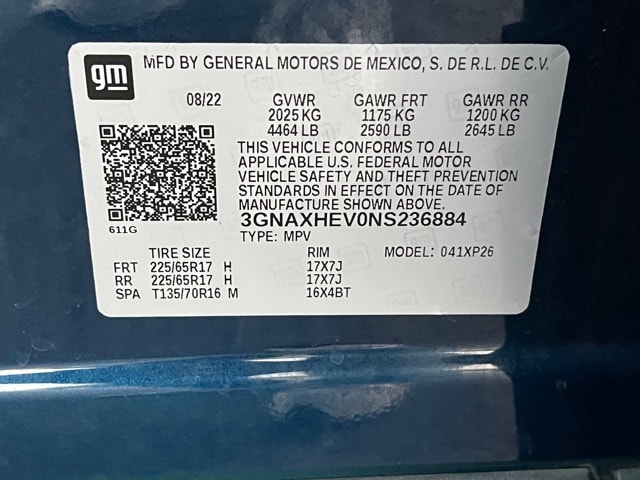 gm MFD BY GENERAL MOTORS DE MEXICO, S. DE R.L. DE C.V.
08/22 GVWR GAWR FRT GAWR RR
2025 KG 1175 KG 1200 KG
4464 LB 2590 LB 2645 LB
THIS VEHICLE CONFORMS TO ALL
APPLICABLE U.S. FEDERAL MOTOR
VEHICLE SAFETY AND THEFT
PREVENTION STANDARDS IN
EFFECT ON THE DATE OF
MANUFACTURE SHOWN ABOVE.
3GNAXHEV0NS236884
611G TYPE: MPV MODEL: 041XP26
TIRE SIZE RIM
FRT 225/65R17 H 17X7J
RR 225/65R17 H 17X7J
SPA T135/70R16 M 16X4BT